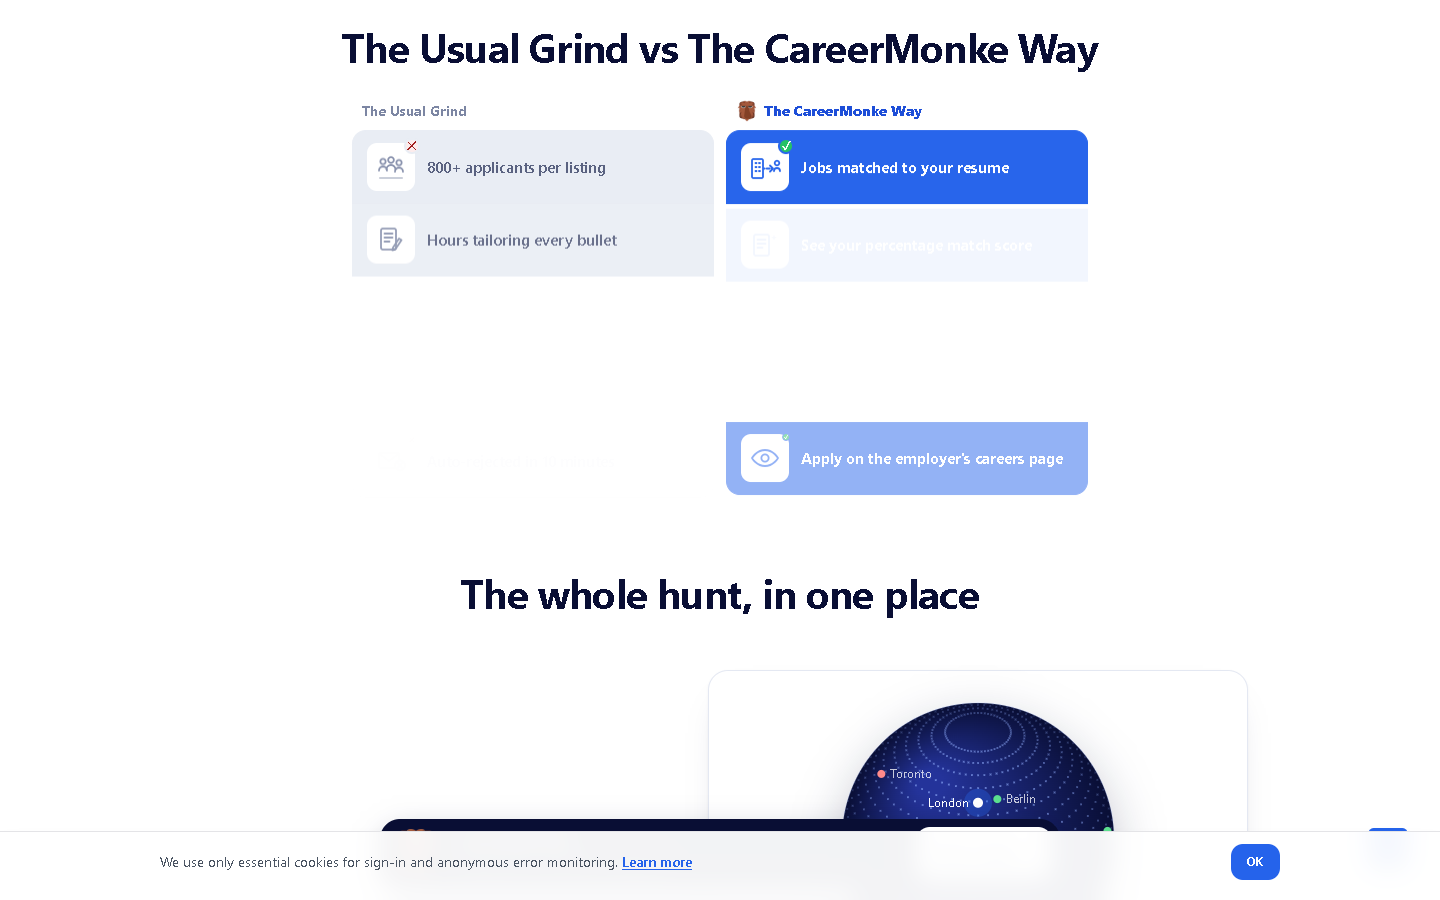 The Usual Grind vs The CareerMonke Way
The Usual Grind
The CareerMonke Way
800+ applicants per listing
Jobs matched to your resume
Hours tailoring every bullet
See your percentage match score
Apply on the employer's careers page
The whole hunt, in one place
Toronto
London
Berlin
We use only essential cookies for sign-in and anonymous error monitoring. Learn more
OK